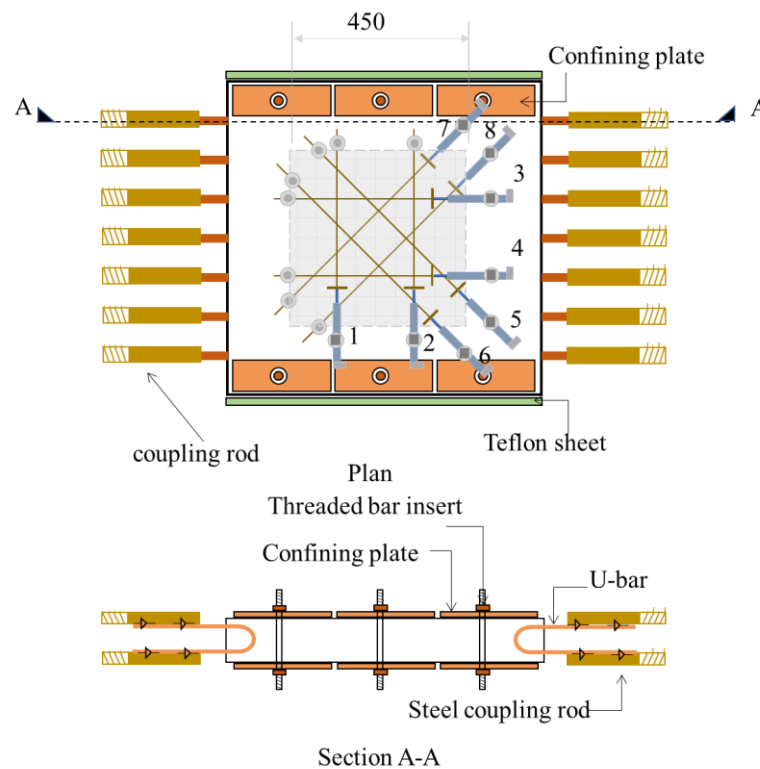 450
Confining plate
A
A
7
8
3
4
5
1
2
6
coupling rod
Teflon sheet
Plan
Threaded bar insert
Confining plate
U-bar
Steel coupling rod
Section A-A